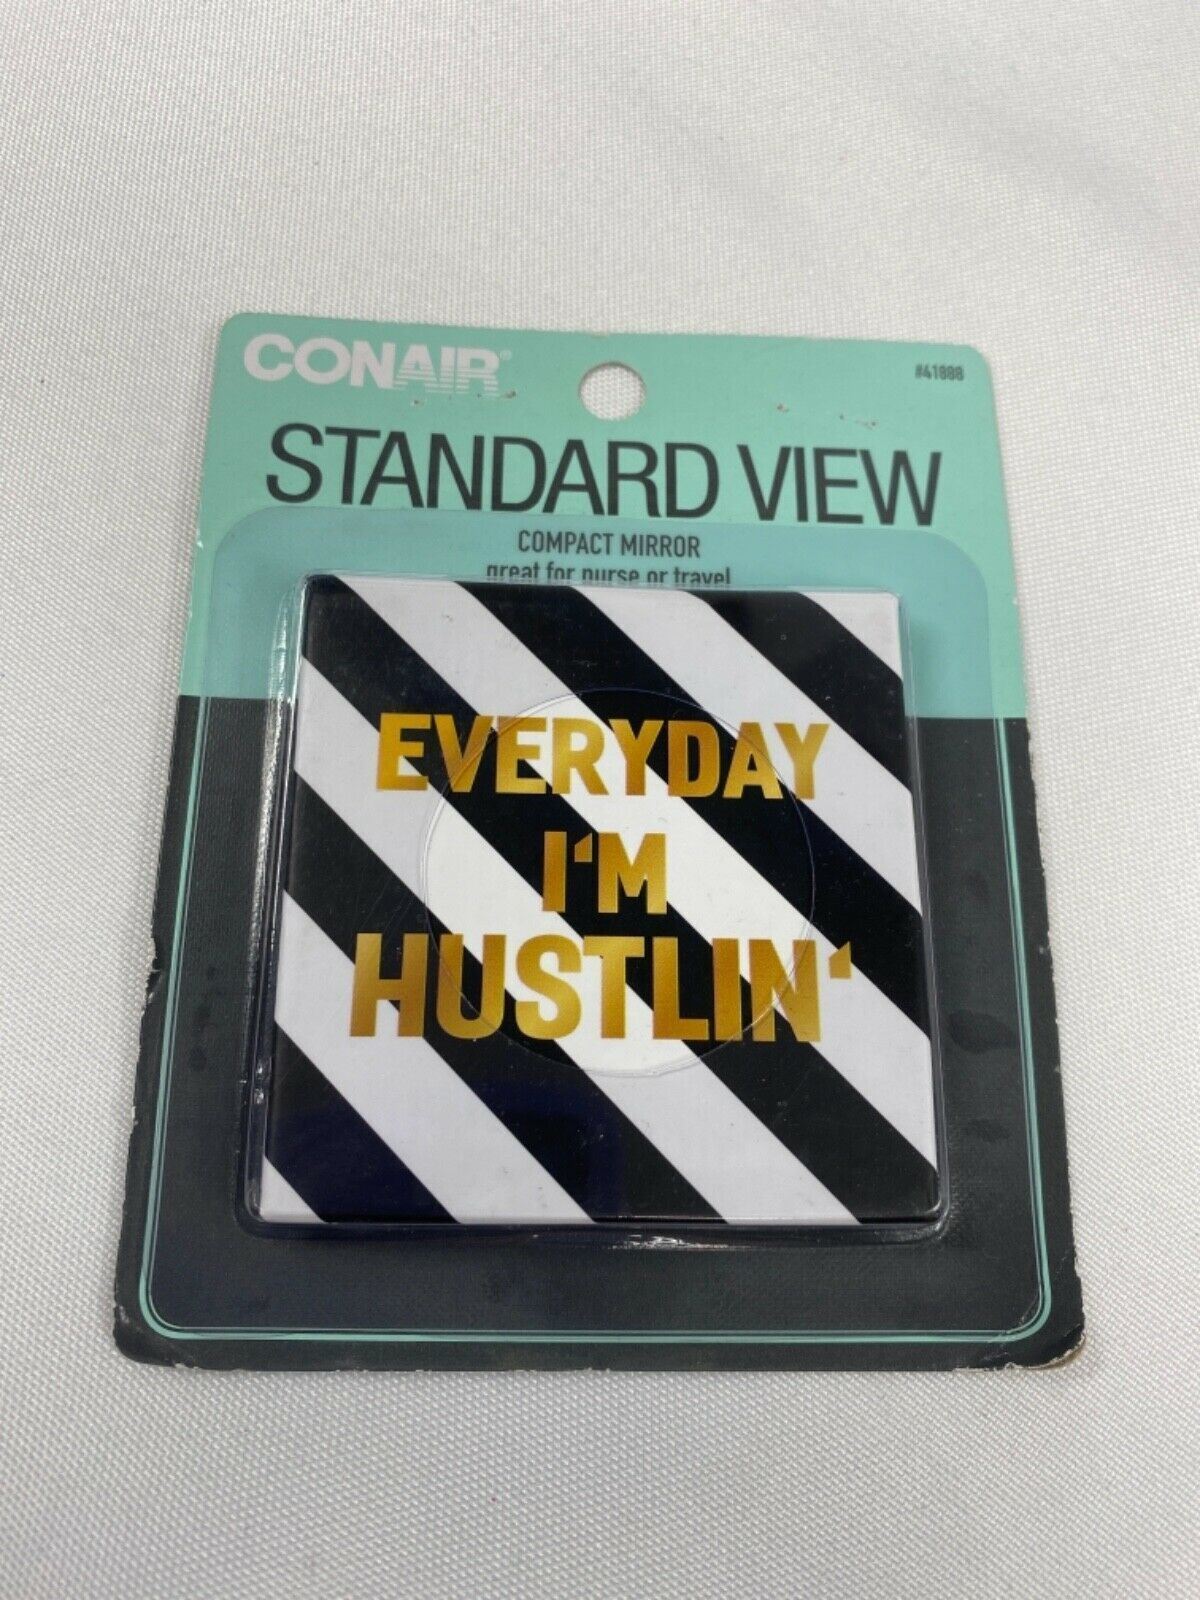 CONAIR®
#41888
STANDARD VIEW
COMPACT MIRROR
great for purse or travel
EVERYDAY
I'M
HUSTLIN'